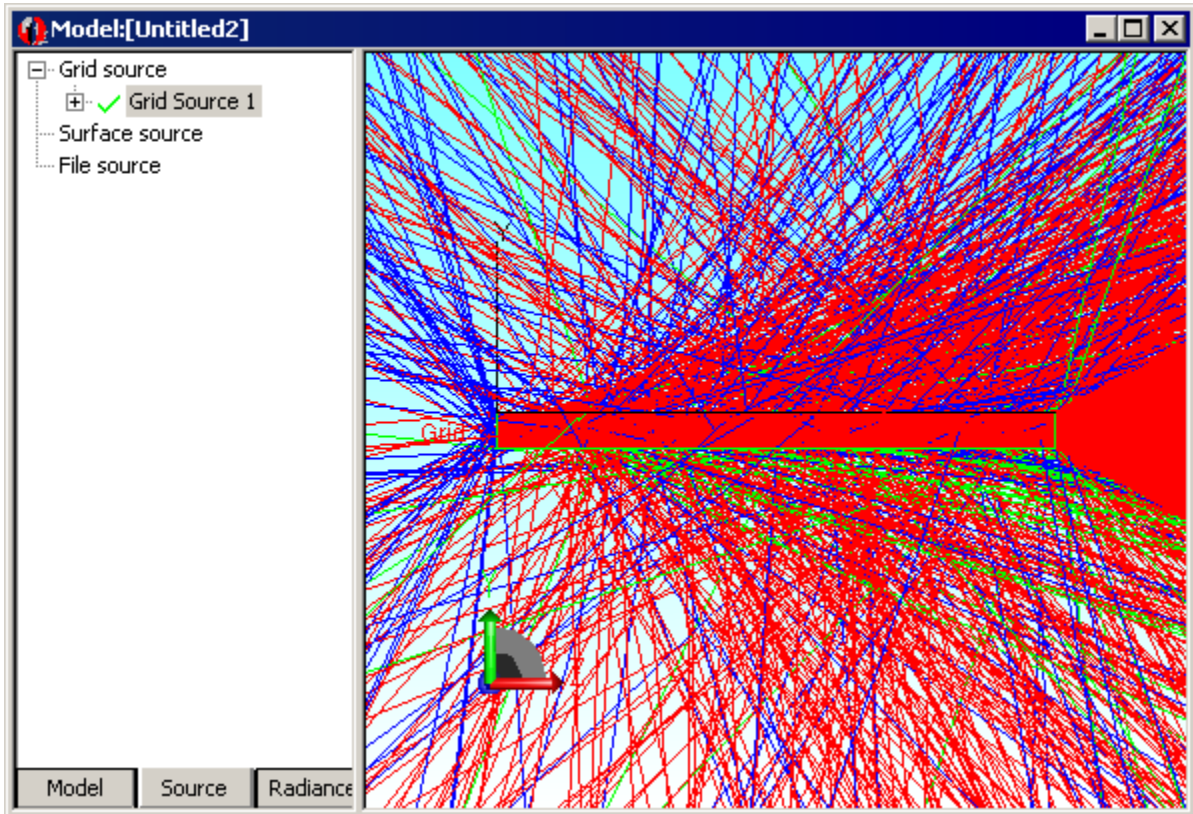 Model:[Untitled2]
Grid source
Grid Source 1
Surface source
File source
Y
Grid
Model
Source
Radiance